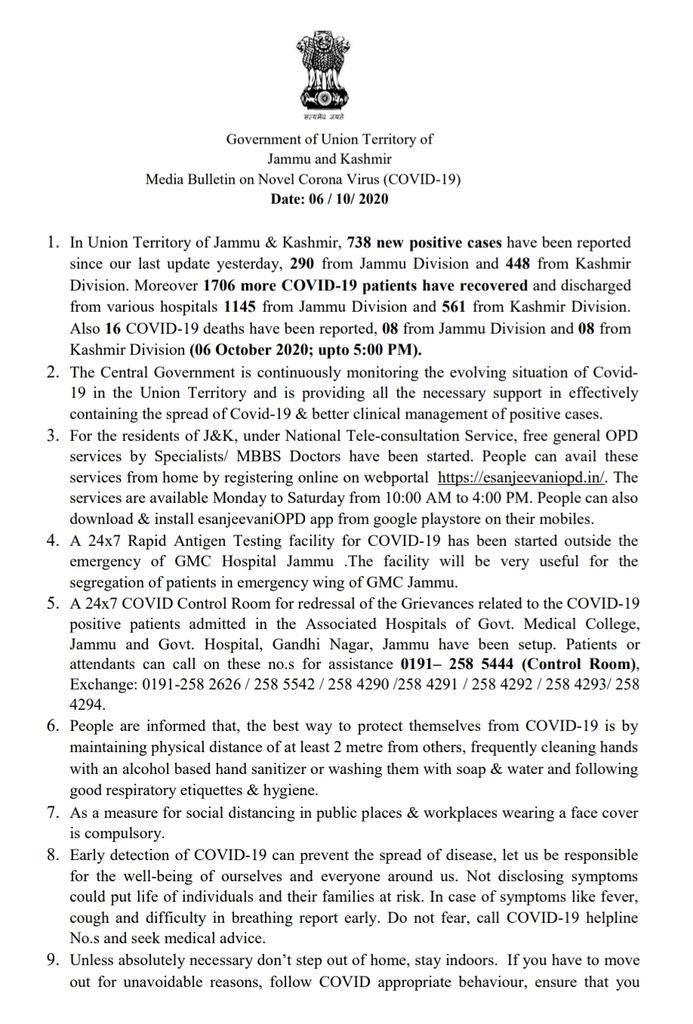 सत्यमेव जयते
Government of Union Territory of
Jammu and Kashmir
Media Bulletin on Novel Corona Virus (COVID-19)
Date: 06 / 10/ 2020
1. In Union Territory of Jammu & Kashmir, 738 new positive cases have been reported
since our last update yesterday, 290 from Jammu Division and 448 from Kashmir
Division. Moreover 1706 more COVID-19 patients have recovered and discharged
from various hospitals 1145 from Jammu Division and 561 from Kashmir Division.
Also 16 COVID-19 deaths have been reported, 08 from Jammu Division and 08 from
Kashmir Division (06 October 2020; upto 5:00 PM).
2. The Central Government is continuously monitoring the evolving situation of Covid-
19 in the Union Territory and is providing all the necessary support in effectively
containing the spread of Covid-19 & better clinical management of positive cases.
3. For the residents of J&K, under National Tele-consultation Service, free general OPD
services by Specialists/ MBBS Doctors have been started. People can avail these
services from home by registering online on webportal https://esanjeevaniopd.in/. The
services are available Monday to Saturday from 10:00 AM to 4:00 PM. People can also
download & install esanjeevaniOPD app from google playstore on their mobiles.
4. A 24x7 Rapid Antigen Testing facility for COVID-19 has been started outside the
emergency of GMC Hospital Jammu .The facility will be very useful for the
segregation of patients in emergency wing of GMC Jammu.
5. A 24x7 COVID Control Room for redressal of the Grievances related to the COVID-19
positive patients admitted in the Associated Hospitals of Govt. Medical College,
Jammu and Govt. Hospital, Gandhi Nagar, Jammu have been setup. Patients or
attendants can call on these no.s for assistance 0191– 258 5444 (Control Room),
Exchange: 0191-258 2626 / 258 5542 / 258 4290 /258 4291 / 258 4292 / 258 4293/ 258
4294.
6. People are informed that, the best way to protect themselves from COVID-19 is by
maintaining physical distance of at least 2 metre from others, frequently cleaning hands
with an alcohol based hand sanitizer or washing them with soap & water and following
good respiratory etiquettes & hygiene.
7. As a measure for social distancing in public places & workplaces wearing a face cover
is compulsory.
8. Early detection of COVID-19 can prevent the spread of disease, let us be responsible
for the well-being of ourselves and everyone around us. Not disclosing symptoms
could put life of individuals and their families at risk. In case of symptoms like fever,
cough and difficulty in breathing report early. Do not fear, call COVID-19 helpline
No.s and seek medical advice.
9. Unless absolutely necessary don’t step out of home, stay indoors. If you have to move
out for unavoidable reasons, follow COVID appropriate behaviour, ensure that you